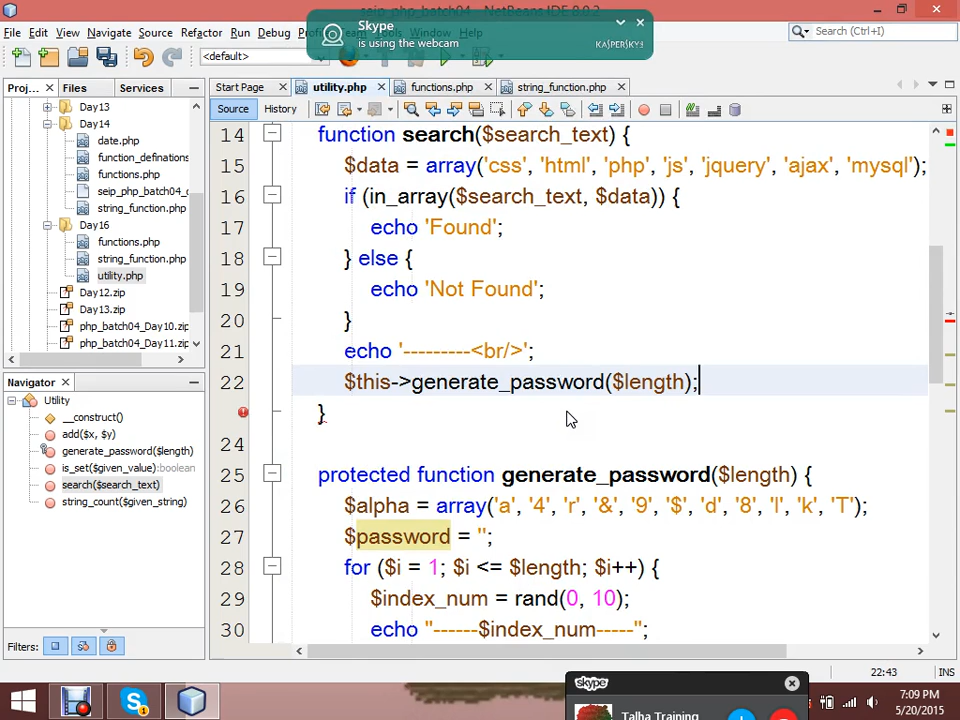 seip_php_batch04 - NetBeans IDE 8.0.2
Skype
is using the webcam
KASPERSKY
File Edit View Navigate Source Refactor Run Debug Tools Window Help
Search (Ctrl+I)
<default>
Proj... Files Services
Start Page utility.php functions.php string_function.php
Source History
Day13
Day14
date.php
function_definations
functions.php
seip_php_batch04_
string_function.php
Day16
functions.php
string_function.php
utility.php
Day12.zip
Day13.zip
php_batch04_Day10.zip
php_batch04_Day11.zip
Navigator
Utility
__construct()
add($x, $y)
generate_password($length)
is_set($given_value):boolean
search($search_text)
string_count($given_string)
Filters:
14 function search($search_text) {
15 $data = array('css', 'html', 'php', 'js', 'jquery', 'ajax', 'mysql');
16 if (in_array($search_text, $data)) {
17 echo 'Found';
18 } else {
19 echo 'Not Found';
20 }
21 echo '---------<br/>';
22 $this->generate_password($length);
}
24
25 protected function generate_password($length) {
26 $alpha = array('a', '4', 'r', '&', '9', '$', 'd', '8', 'l', 'k', 'T');
27 $password = '';
28 for ($i = 1; $i <= $length; $i++) {
29 $index_num = rand(0, 10);
30 echo "------$index_num-----";
22:43 INS
skype
Talha Training
7:09 PM
5/20/2015